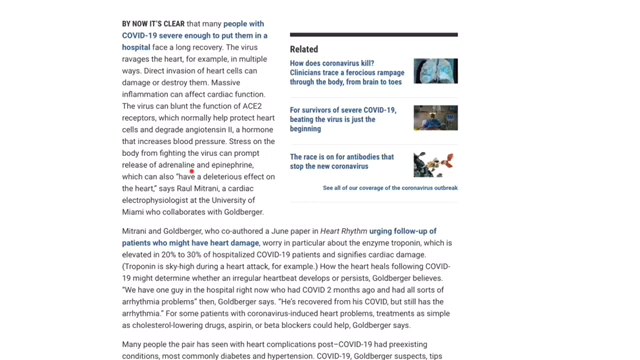 BY NOW IT'S CLEAR that many people with
COVID-19 severe enough to put them in a
hospital face a long recovery. The virus
ravages the heart, for example, in multiple
ways. Direct invasion of heart cells can
damage or destroy them. Massive
inflammation can affect cardiac function.
The virus can blunt the function of ACE2
receptors, which normally help protect heart
cells and degrade angiotensin II, a hormone
that increases blood pressure. Stress on the
body from fighting the virus can prompt
release of adrenaline and epinephrine,
which can also "have a deleterious effect on
the heart," says Raul Mitrani, a cardiac
electrophysiologist at the University of
Miami who collaborates with Goldberger.
Related
How does coronavirus kill?
Clinicians trace a ferocious rampage
through the body, from brain to toes
For survivors of severe COVID-19,
beating the virus is just the
beginning
The race is on for antibodies that
stop the new coronavirus
See all of our coverage of the coronavirus outbreak
Mitrani and Goldberger, who co-authored a June paper in Heart Rhythm urging follow-up of
patients who might have heart damage, worry in particular about the enzyme troponin, which is
elevated in 20% to 30% of hospitalized COVID-19 patients and signifies cardiac damage.
(Troponin is sky-high during a heart attack, for example.) How the heart heals following COVID-
19 might determine whether an irregular heartbeat develops or persists, Goldberger believes.
"We have one guy in the hospital right now who had COVID 2 months ago and had all sorts of
arrhythmia problems" then, Goldberger says. "He's recovered from his COVID, but still has the
arrhythmia." For some patients with coronavirus-induced heart problems, treatments as simple
as cholesterol-lowering drugs, aspirin, or beta blockers could help, Goldberger says.
Many people the pair has seen with heart complications post–COVID-19 had preexisting
conditions, most commonly diabetes and hypertension. COVID-19, Goldberger suspects, tips